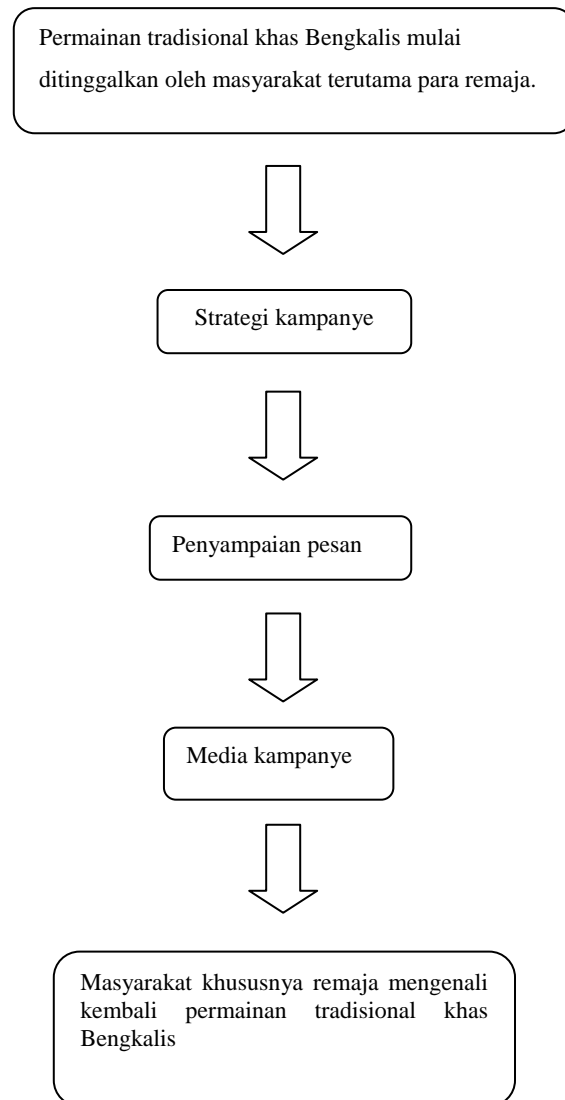 Permainan tradisional khas Bengkalis mulai
ditinggalkan oleh masyarakat terutama para remaja.
Strategi kampanye
Penyampaian pesan
Media kampanye
Masyarakat khususnya remaja mengenali
kembali permainan tradisional khas
Bengkalis